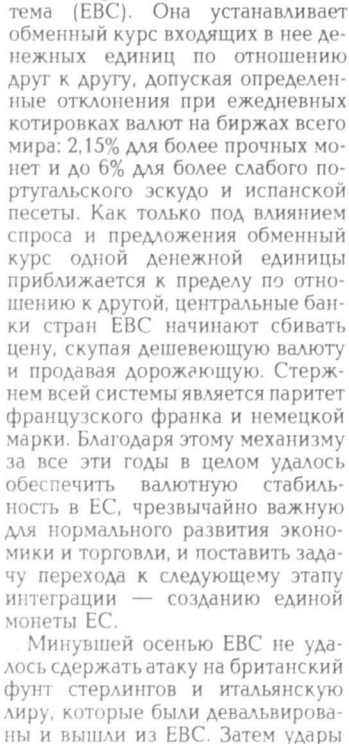 тема (ЕВС). Она устанавливает
обменный курс входящих в нее де-
нежных единиц по отношению
друг к другу, допуская определен-
ные отклонения при ежедневных
котировках валют на биржах всего
мира: 2,15% для более прочных мо-
нет и до 6% для более слабого по-
ртугальского эскудо и испанской
песеты. Как только под влиянием
спроса и предложения обменный
курс одной денежной единицы
приближается к пределу по отно-
шению к другой, центральные бан-
ки стран ЕВС начинают сбивать
цену, скупая дешевеющую валюту
и продавая дорожающую. Стерж-
нем всей системы является паритет
французского франка и немецкой
марки. Благодаря этому механизму
за все эти годы в целом удалось
обеспечить валютную стабиль-
ность в ЕС, чрезвычайно важную
для нормального развития эконо-
мики и торговли, и поставить зада-
чу перехода к следующему этапу
интеграции — созданию единой
монеты ЕС.
Минувшей осенью ЕВС не уда-
лось сдержать атаку на британский
фунт стерлингов и итальянскую
лиру, которые были девальвирова-
ны и вышли из ЕВС. Затем удары